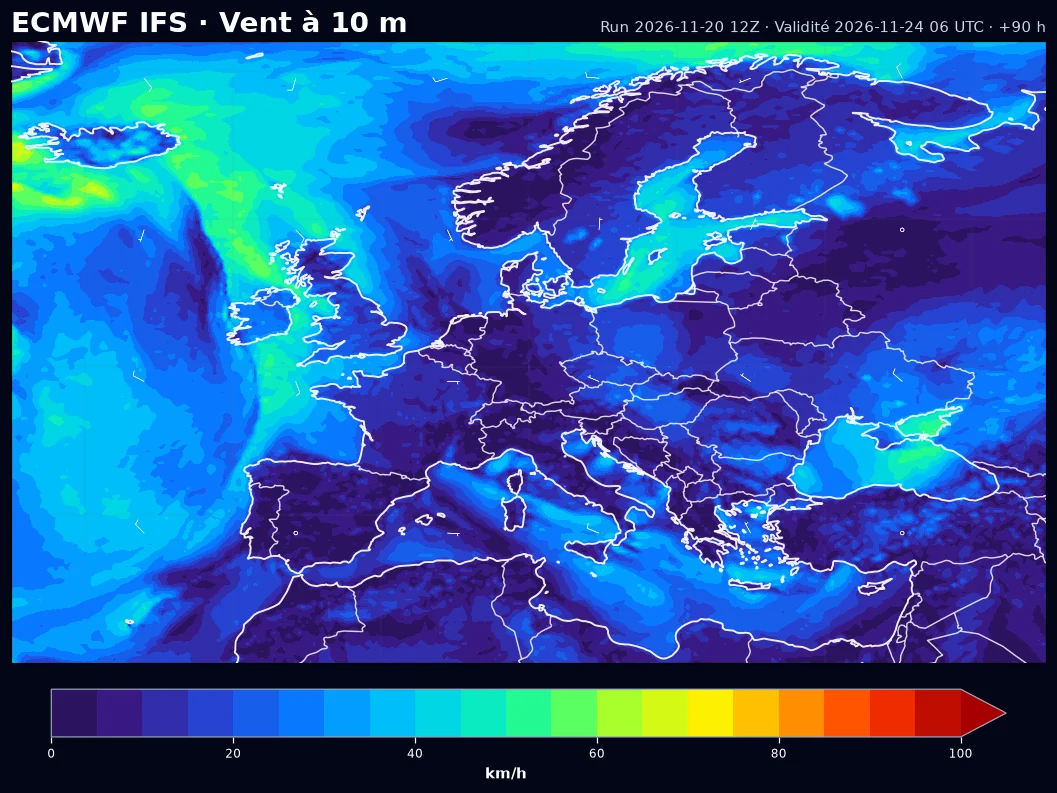 ECMWF IFS · Vent à 10 m
Run 2026-11-20 12Z · Validité 2026-11-24 06 UTC · +90 h
0 20 40 60 80 100
km/h